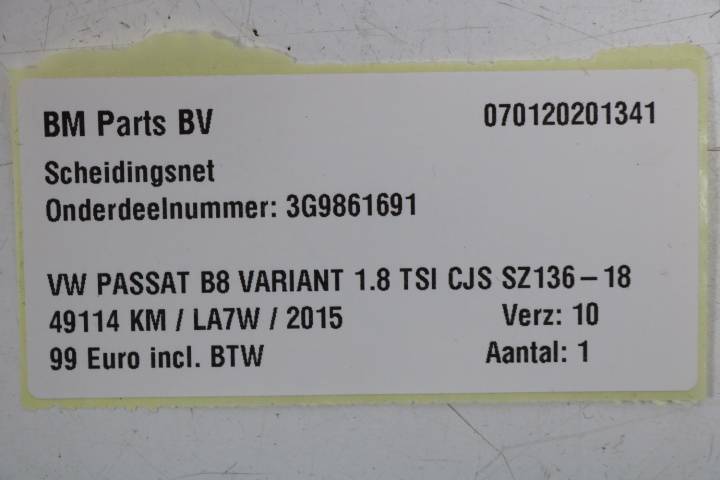 BM Parts BV 070120201341
Scheidingsnet
Onderdeelnummer: 3G9861691
VW PASSAT B8 VARIANT 1.8 TSI CJS SZ136-18
49114 KM / LA7W / 2015 Verz: 10
99 Euro incl. BTW Aantal: 1